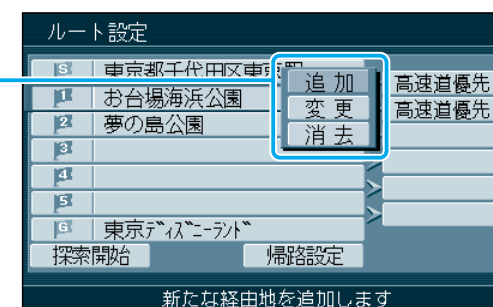 ルート設定
S 東京都千代田区東京駅
追加
高速道優先
1 お台場海浜公園
変更
高速道優先
2 夢の島公園
消去
3
4
5
G 東京ディズニーランド
探索開始 帰路設定
新たな経由地を追加します